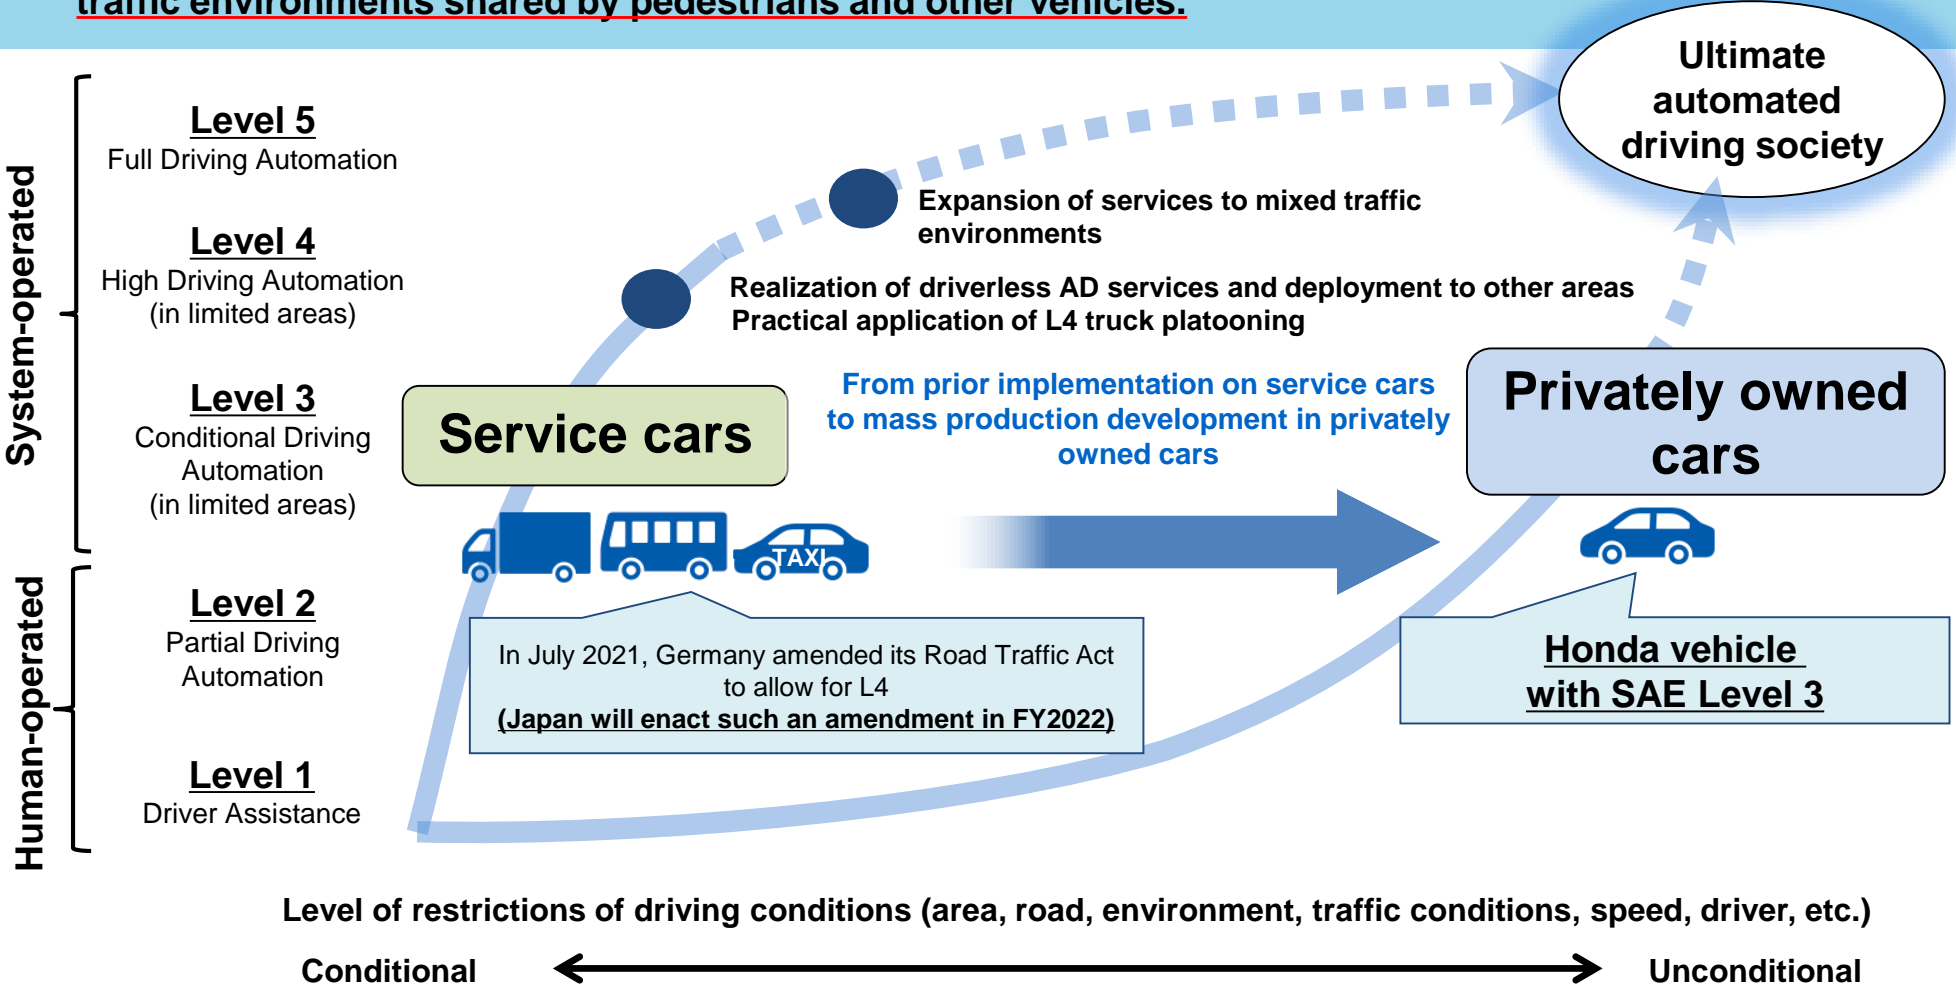 traffic environments shared by pedestrians and other vehicles.
Ultimate
automated
driving society
System-operated
Level 5
Full Driving Automation
Level 4
High Driving Automation
(in limited areas)
Level 3
Conditional Driving
Automation
(in limited areas)
Human-operated
Level 2
Partial Driving
Automation
Level 1
Driver Assistance
Expansion of services to mixed traffic
environments
Realization of driverless AD services and deployment to other areas
Practical application of L4 truck platooning
Service cars
From prior implementation on service cars
to mass production development in privately
owned cars
Privately owned
cars
TAXI
In July 2021, Germany amended its Road Traffic Act
to allow for L4
(Japan will enact such an amendment in FY2022)
Honda vehicle
with SAE Level 3
Level of restrictions of driving conditions (area, road, environment, traffic conditions, speed, driver, etc.)
Conditional
Unconditional